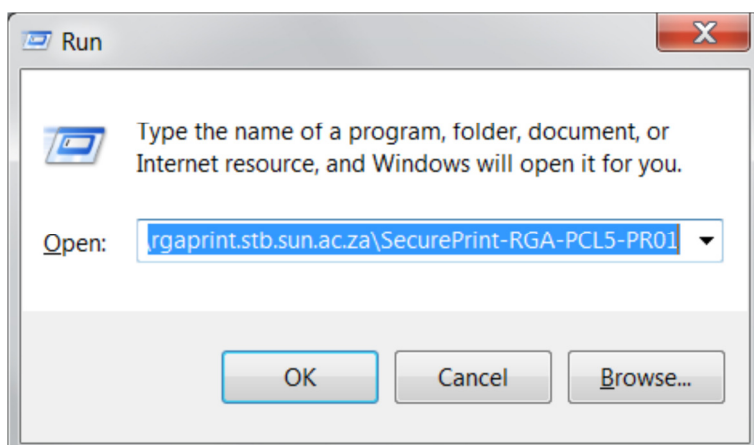 Run
X
Type the name of a program, folder, document, or
Internet resource, and Windows will open it for you.
Open: \rgaprint.stb.sun.ac.za\SecurePrint-RGA-PCL5-PR01
OK Cancel Browse...